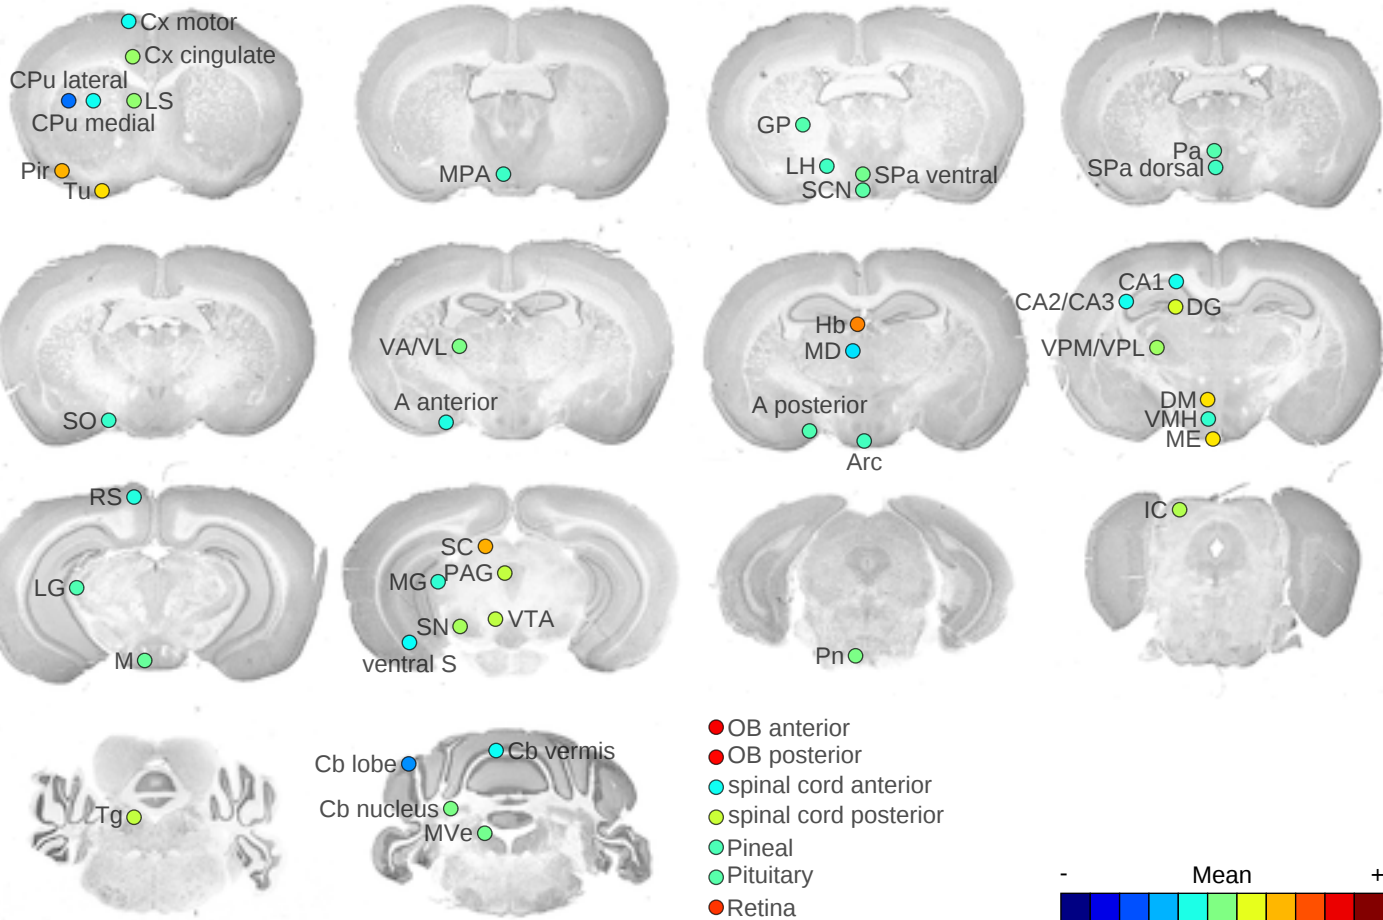 Cx motor
Cx cingulate
CPu lateral
LS
CPu medial
Pir
Tu
MPA
GP
LH
SPa ventral
SCN
Pa
SPa dorsal
SO
VA/VL
A anterior
Hb
MD
A posterior
Arc
CA1
CA2/CA3
DG
VPM/VPL
DM
VMH
ME
RS
LG
M
SC
PAG
MG
VTA
SN
ventral S
Pn
IC
Tg
Cb vermis
Cb lobe
Cb nucleus
MVe
OB anterior
OB posterior
spinal cord anterior
spinal cord posterior
Pineal
Pituitary
Retina
- Mean +